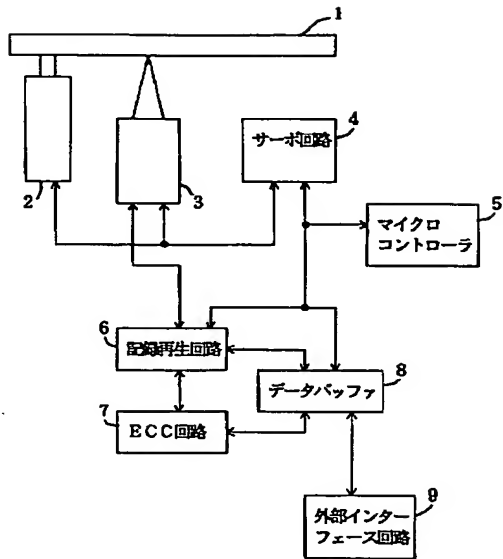 1
2
3
4
サーボ回路
5
マイクロ
コントローラ
6
記録再生回路
8
データバッファ
7
ECC回路
9
外部インター
フェース回路